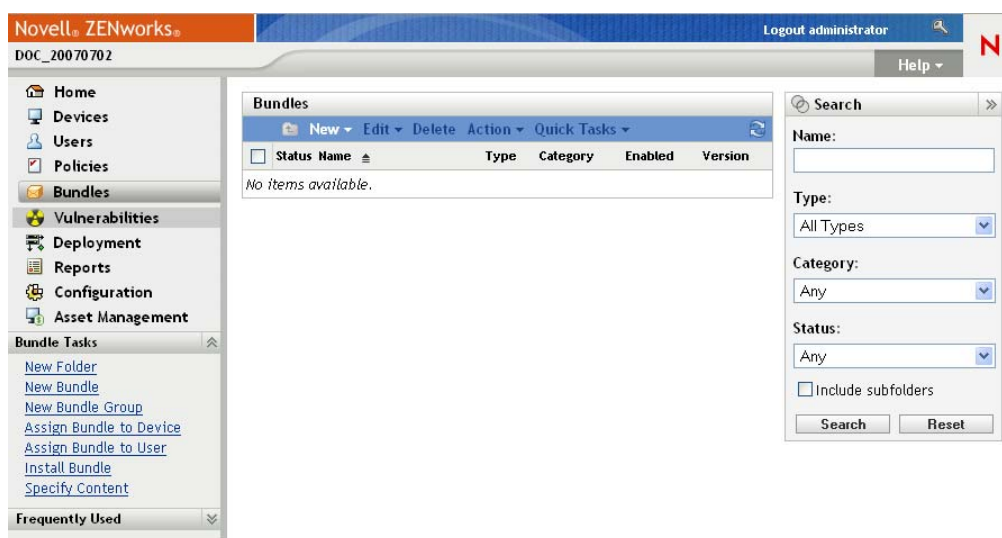 Novell® ZENworks®
Logout administrator
DOC_20070702
Help
N
Home
Devices
Users
Policies
Bundles
Vulnerabilities
Deployment
Reports
Configuration
Asset Management
Bundle Tasks
New Folder
New Bundle
New Bundle Group
Assign Bundle to Device
Assign Bundle to User
Install Bundle
Specify Content
Frequently Used
Bundles
New Edit Delete Action Quick Tasks
Status Name Type Category Enabled Version
No items available.
Search
Name:
Type:
All Types
Category:
Any
Status:
Any
Include subfolders
Search Reset